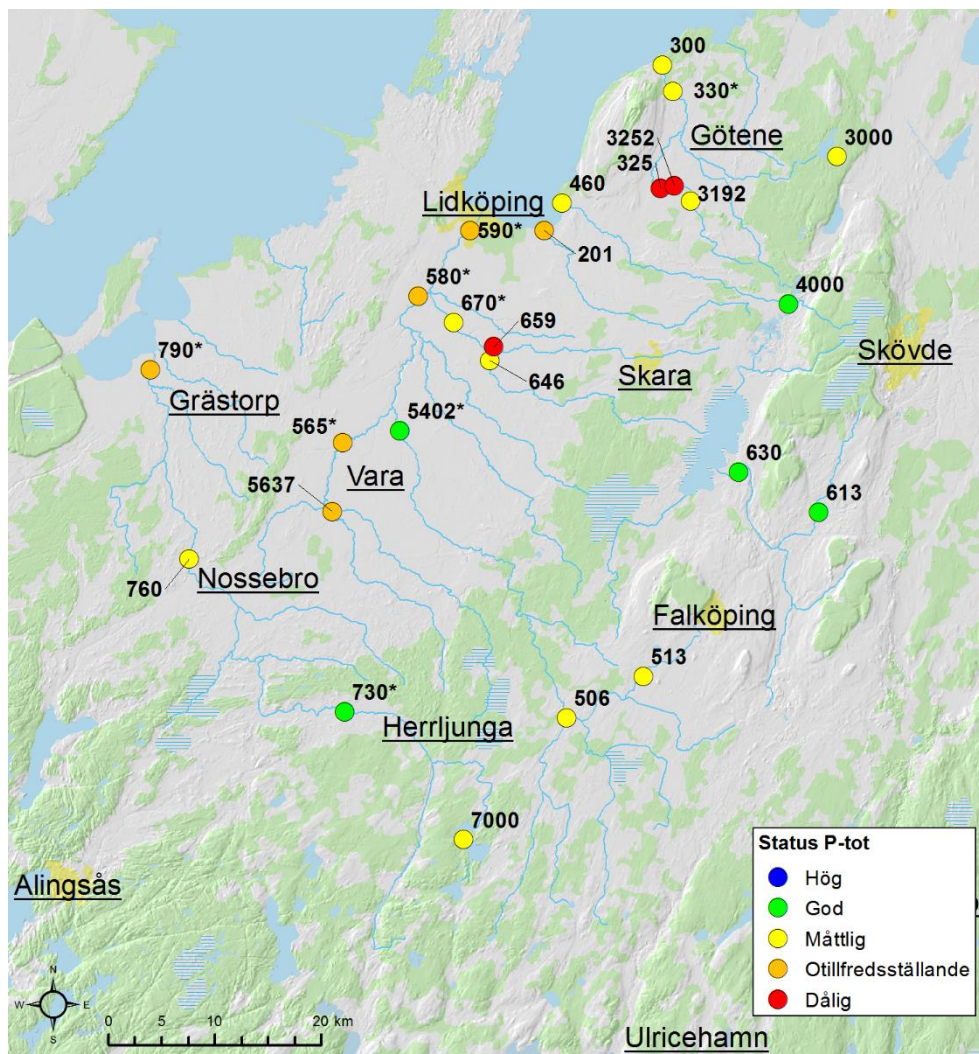 300
330*
Götene
3252
3000
325
460
3192
Lidköping
590*
201
580*
4000
670*
659
Skövde
790*
646
Skara
Grästorp
5402*
565*
630
Vara
5637
613
760
Nossebro
Falköping
513
730*
506
Herrljunga
7000
Status P-tot
Hög
God
Måttlig
Otillfredsställande
Dålig
Alingsås
N
W
E
S
0 5 10 20 km
Ulricehamn